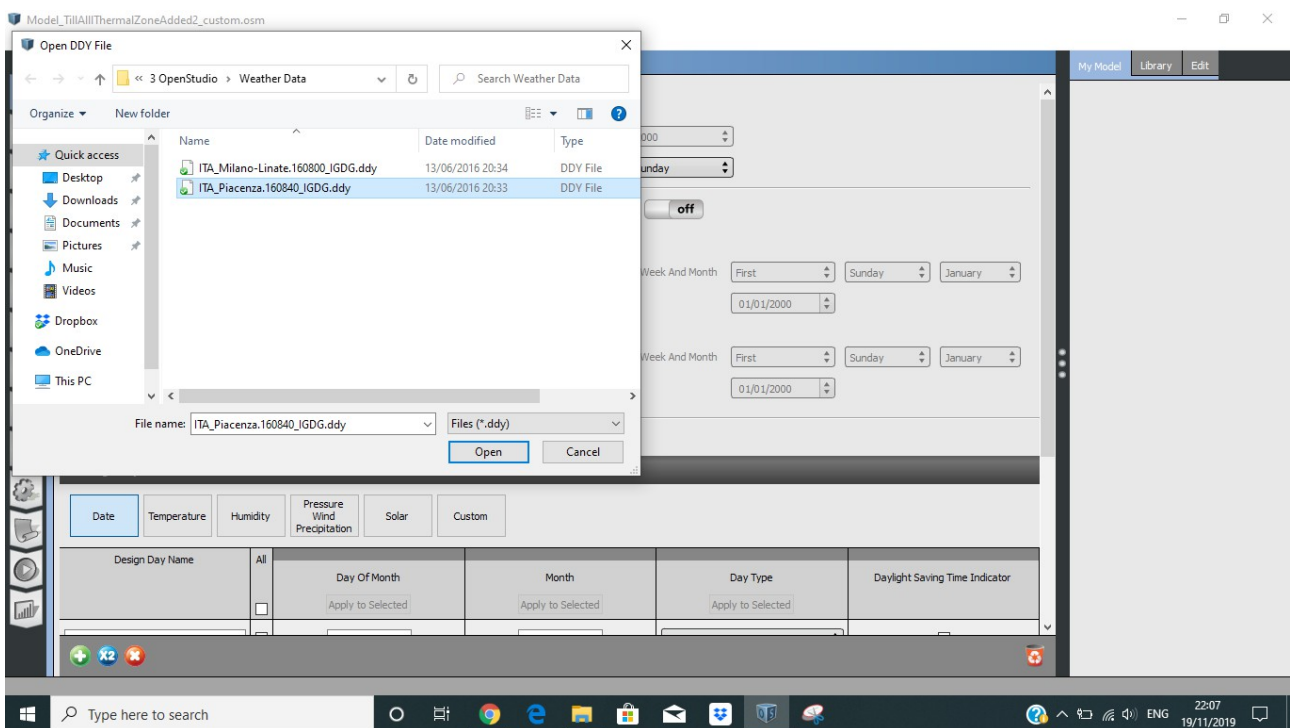 Model_TillAllIThermalZoneAdded2_custom.osm
Open DDY File
« 3 OpenStudio > Weather Data
Search Weather Data
Organize
New folder
Name
Date modified
Type
Quick access
Desktop
Downloads
Documents
Pictures
Music
Videos
Dropbox
OneDrive
This PC
ITA_Milano-Linate.160800_IGDG.ddy 13/06/2016 20:34 DDY File
ITA_Piacenza.160840_IGDG.ddy 13/06/2016 20:33 DDY File
File name: ITA_Piacenza.160840_IGDG.ddy
Files (*.ddy)
Open
Cancel
My Model
Library
Edit
000
unday
off
Week And Month First Sunday January
01/01/2000
Week And Month First Sunday January
01/01/2000
Date
Temperature
Humidity
Pressure
Wind
Precipitation
Solar
Custom
Design Day Name
All
Day Of Month
Month
Day Type
Daylight Saving Time Indicator
Apply to Selected
Apply to Selected
Apply to Selected
X2
Type here to search
ENG
22:07
19/11/2019